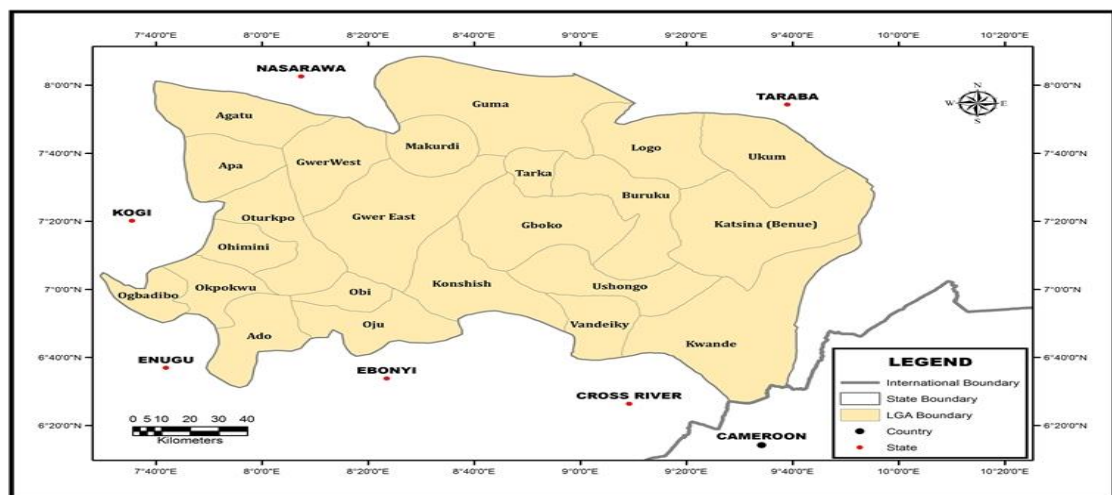 7°40'0"E 8°0'0"E 8°20'0"E 8°40'0"E 9°0'0"E 9°20'0"E 9°40'0"E 10°0'0"E 10°20'0"E
NASARAWA
8°0'0"N
8°0'0"N
TARABA
N
W E
S
Agatu
Guma
Makurdi
Logo
Ukum
7°40'0"N
7°40'0"N
Apa
GwerWest
Tarka
Buruku
KOGI
7°20'0"N
7°20'0"N
Oturkpo
Gwer East
Gboko
Katsina (Benue)
Ohimini
7°0'0"N
7°0'0"N
Ogbadibo
Okpokwu
Obi
Konshish
Ushongo
Ado
Oju
Vandeiky
Kwande
6°40'0"N
6°40'0"N
ENUGU
EBONYI
CROSS RIVER
CAMEROON
6°20'0"N
6°20'0"N
0 5 10 20 30 40
Kilometers
LEGEND
International Boundary
State Boundary
LGA Boundary
Country
State
7°40'0"E 8°0'0"E 8°20'0"E 8°40'0"E 9°0'0"E 9°20'0"E 9°40'0"E 10°0'0"E 10°20'0"E